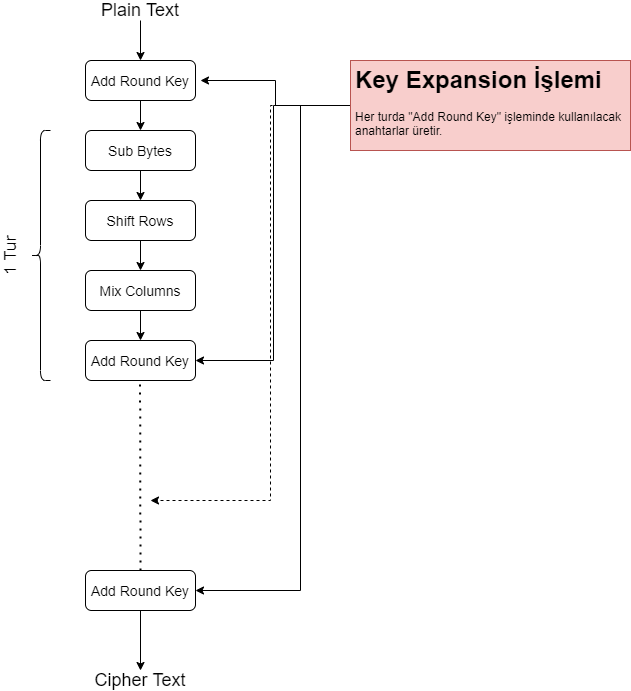 Plain Text
Add Round Key
Key Expansion İşlemi
Her turda "Add Round Key" işleminde kullanılacak
anahtarlar üretir.
Sub Bytes
Shift Rows
1 Tur
Mix Columns
Add Round Key
Add Round Key
Cipher Text